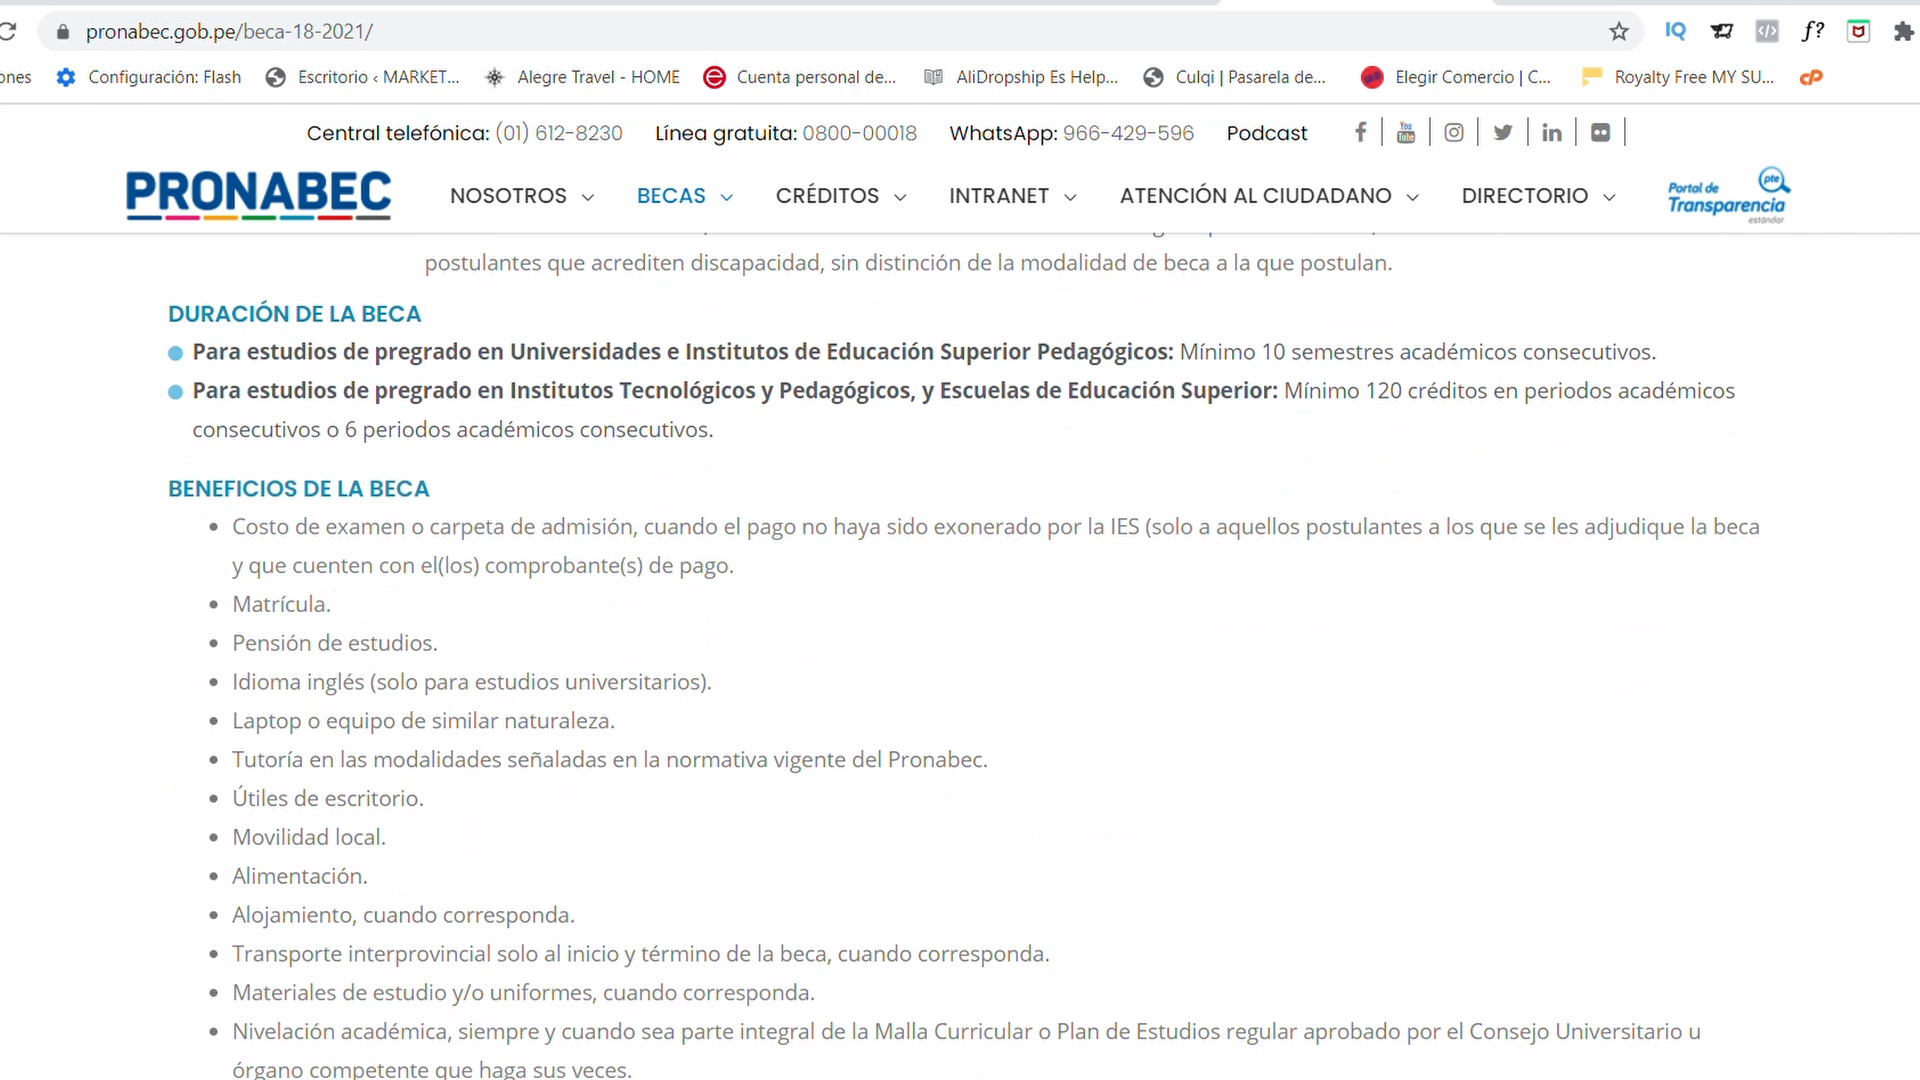 pronabec.gob.pe/beca-18-2021/
IQ f?
ones Configuración: Flash Escritorio ‹ MARKET... Alegre Travel - HOME Cuenta personal de... AliDropship Es Help... Culqi | Pasarela de... Elegir Comercio | C... Royalty Free MY SU... cP
Central telefónica: (01) 612-8230 Línea gratuita: 0800-00018 WhatsApp: 966-429-596 Podcast
PRONABEC NOSOTROS BECAS CRÉDITOS INTRANET ATENCIÓN AL CIUDADANO DIRECTORIO Portal de Transparencia estándar pte
postulantes que acrediten discapacidad, sin distinción de la modalidad de beca a la que postulan.
DURACIÓN DE LA BECA
Para estudios de pregrado en Universidades e Institutos de Educación Superior Pedagógicos: Mínimo 10 semestres académicos consecutivos.
Para estudios de pregrado en Institutos Tecnológicos y Pedagógicos, y Escuelas de Educación Superior: Mínimo 120 créditos en periodos académicos
consecutivos o 6 periodos académicos consecutivos.
BENEFICIOS DE LA BECA
• Costo de examen o carpeta de admisión, cuando el pago no haya sido exonerado por la IES (solo a aquellos postulantes a los que se les adjudique la beca
y que cuenten con el(los) comprobante(s) de pago.
• Matrícula.
• Pensión de estudios.
• Idioma inglés (solo para estudios universitarios).
• Laptop o equipo de similar naturaleza.
• Tutoría en las modalidades señaladas en la normativa vigente del Pronabec.
• Útiles de escritorio.
• Movilidad local.
• Alimentación.
• Alojamiento, cuando corresponda.
• Transporte interprovincial solo al inicio y término de la beca, cuando corresponda.
• Materiales de estudio y/o uniformes, cuando corresponda.
• Nivelación académica, siempre y cuando sea parte integral de la Malla Curricular o Plan de Estudios regular aprobado por el Consejo Universitario u
órgano competente que haga sus veces.